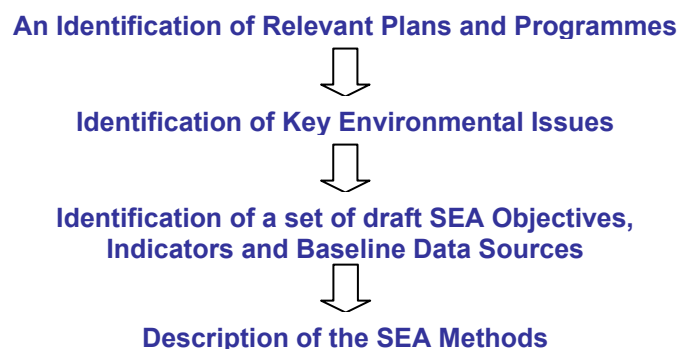 An Identification of Relevant Plans and Programmes
Identification of Key Environmental Issues
Identification of a set of draft SEA Objectives,
Indicators and Baseline Data Sources
Description of the SEA Methods